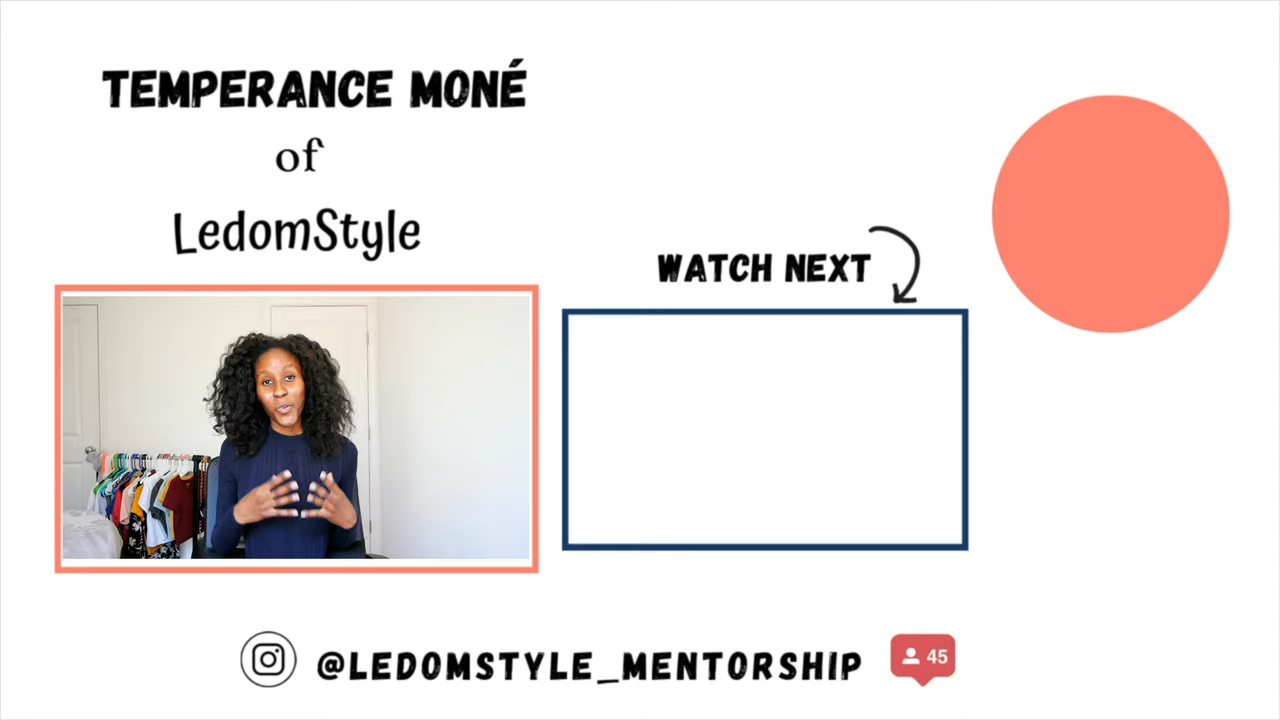 TEMPERANCE MONÉ
of
LedomStyle
WATCH NEXT
@LEDOMSTYLE_MENTORSHIP
45